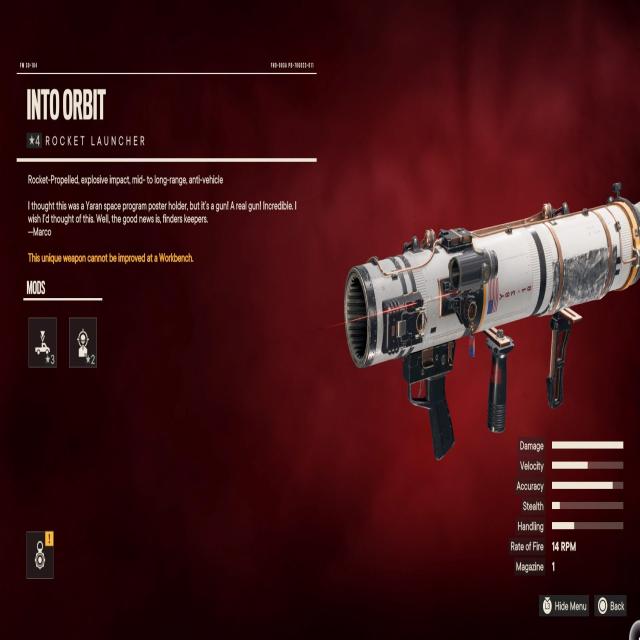 INTO ORBIT
★4 ROCKET LAUNCHER
Rocket-Propelled, explosive impact, mid- to long-range, anti-vehicle
I thought this was a Yaran space program poster holder, but it's a gun! A real gun! Incredible. I
wish I'd thought of this. Well, the good news is, finders keepers.
—Marco
This unique weapon cannot be improved at a Workbench.
MODS
★3 ★2
!
Damage
Velocity
Accuracy
Stealth
Handling
Rate of Fire 14 RPM
Magazine 1
Hide Menu Back